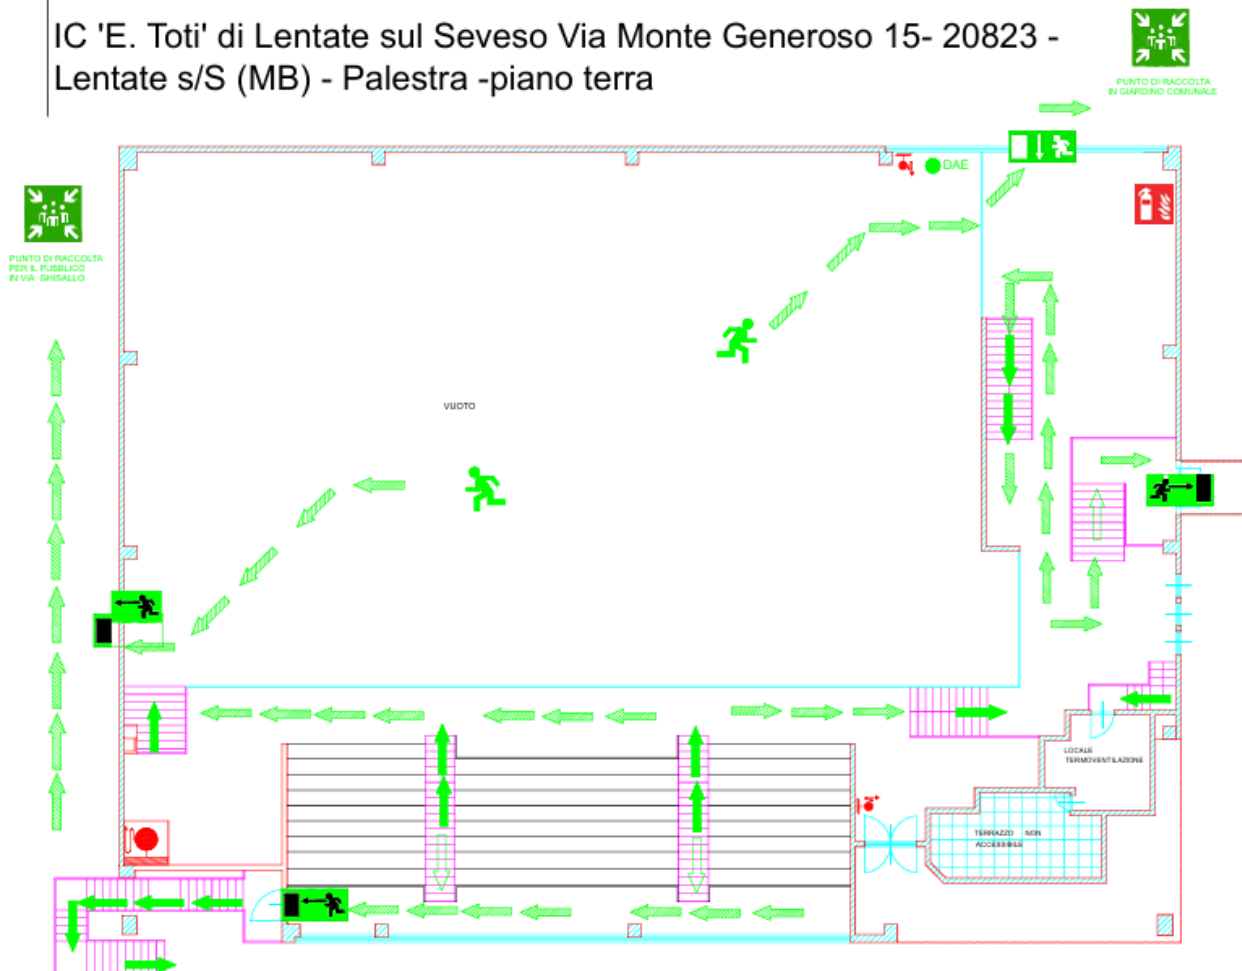 IC 'E. Toti' di Lentate sul Seveso Via Monte Generoso 15- 20823 -
Lentate s/S (MB) - Palestra -piano terra
PUNTO DI RACCOLTA
IN GIARDINO COMUNALE
DAE
PUNTO DI RACCOLTA
PER IL PUBBLICO
IN VIA GHISALLO
VUOTO
LOCALE
TERMOVENTILAZIONE
TERRAZZO NON
ACCESSIBILE